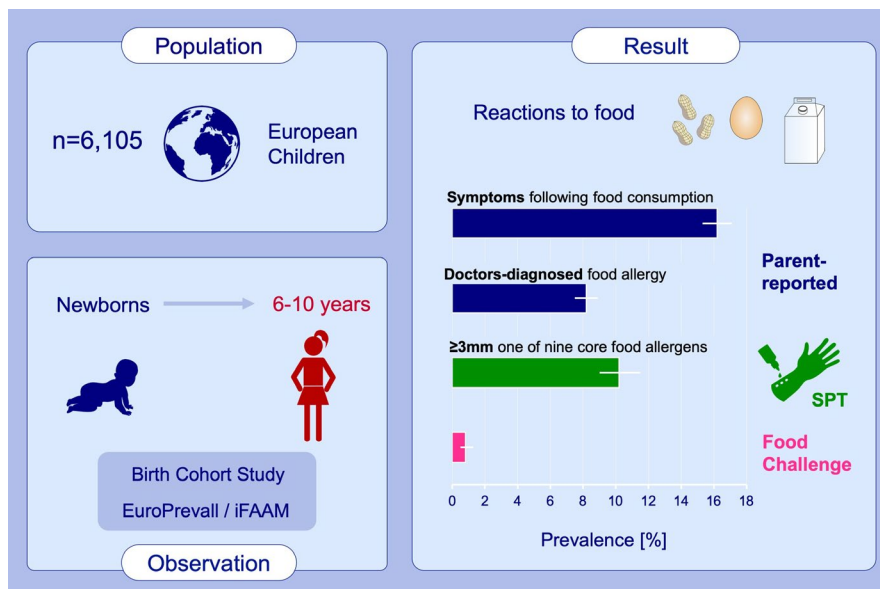 Population
n=6,105
European
Children
Newborns
6-10 years
Birth Cohort Study
EuroPrevall / iFAAM
Observation
Result
Reactions to food
Symptoms following food consumption
Doctors-diagnosed food allergy
Parent-
reported
≥3mm one of nine core food allergens
SPT
Food
Challenge
0 2 4 6 8 10 12 14 16 18
Prevalence [%]